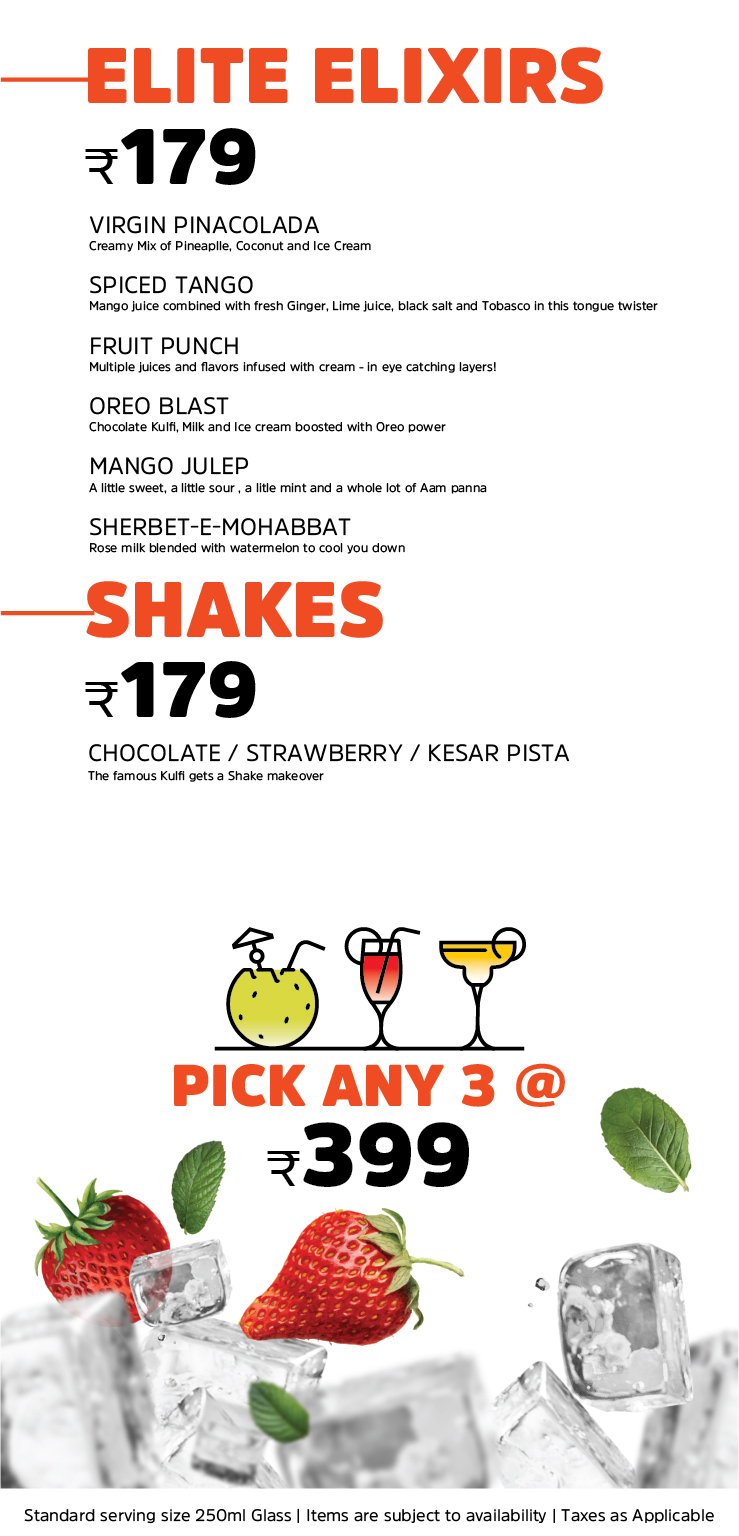 ELITE ELIXIRS
₹179
VIRGIN PINACOLADA
Creamy Mix of Pineaplle, Coconut and Ice Cream
SPICED TANGO
Mango juice combined with fresh Ginger, Lime juice, black salt and Tobasco in this tongue twister
FRUIT PUNCH
Multiple juices and flavors infused with cream - in eye catching layers!
OREO BLAST
Chocolate Kulfi, Milk and Ice cream boosted with Oreo power
MANGO JULEP
A little sweet, a little sour , a litle mint and a whole lot of Aam panna
SHERBET-E-MOHABBAT
Rose milk blended with watermelon to cool you down
SHAKES
₹179
CHOCOLATE / STRAWBERRY / KESAR PISTA
The famous Kulfi gets a Shake makeover
PICK ANY 3 @
₹399
Standard serving size 250ml Glass | Items are subject to availability | Taxes as Applicable